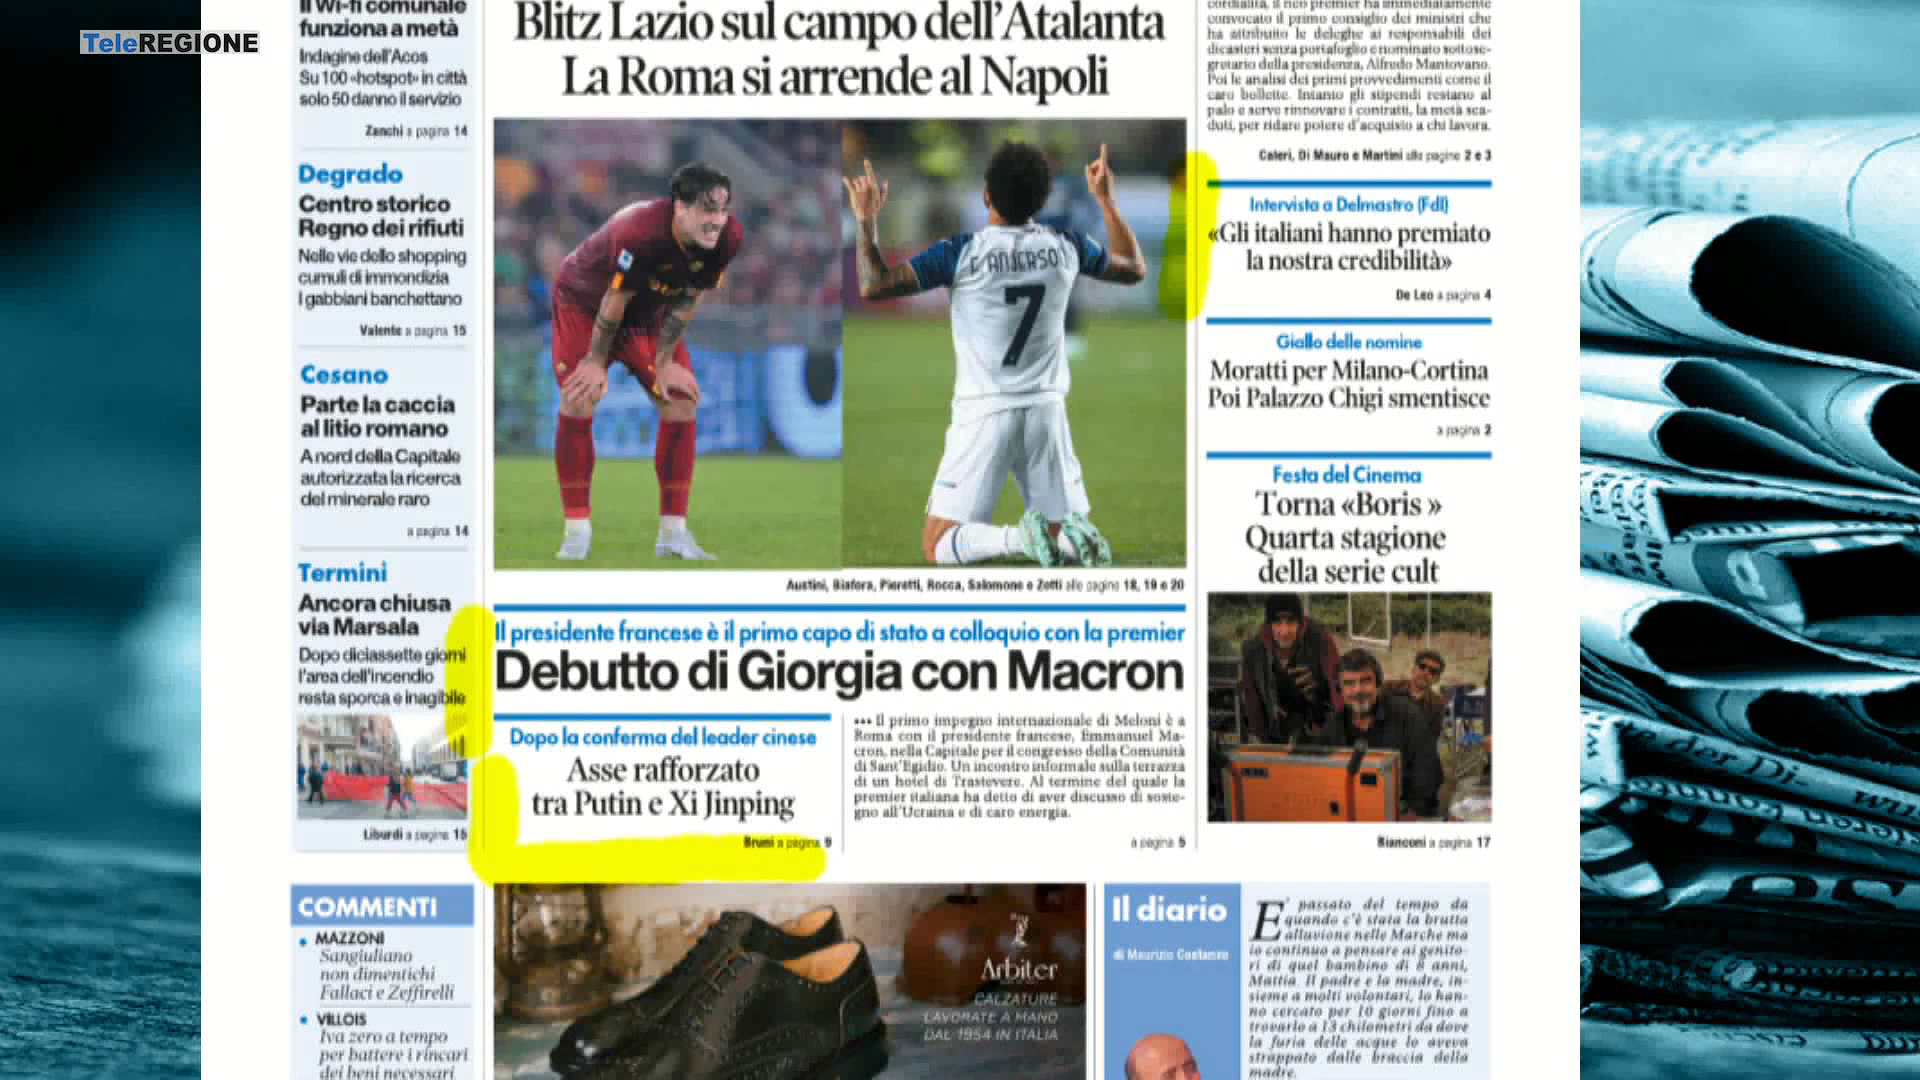 TeleREGIONE
Il Wi-fi comunale
funziona a metà
Indagine dell'Acos
Su 100 «hotspot» in città
solo 50 danno il servizio
Zanchi a pagina 14
Degrado
Centro storico
Regno dei rifiuti
Nelle vie dello shopping
cumuli di immondizia
I gabbiani banchettano
Valente a pagina 15
Cesano
Parte la caccia
al litio romano
A nord della Capitale
autorizzata la ricerca
del minerale raro
a pagina 14
Termini
Ancora chiusa
via Marsala
Dopo diciassette giorni
l'area dell'incendio
resta sporca e inagibile
Liburdi a pagina 15
COMMENTI
• MAZZONI
Sangiuliano
non dimentichi
Fallaci e Zeffirelli
• VILLOIS
Iva zero a tempo
per battere i rincari
dei beni necessari
Blitz Lazio sul campo dell'Atalanta
La Roma si arrende al Napoli
F. ANDERSON
7
Austini, Biafora, Pieretti, Rocca, Salomone e Zotti alle pagine 18, 19 e 20
Il presidente francese è il primo capo di stato a colloquio con la premier
Debutto di Giorgia con Macron
Dopo la conferma del leader cinese
Asse rafforzato
tra Putin e Xi Jinping
Bruni a pagina 9
••• Il primo impegno internazionale di Meloni è a
Roma con il presidente francese, Emmanuel Ma-
cron, nella Capitale per il congresso della Comunità
di Sant'Egidio. Un incontro informale sulla terrazza
di un hotel di Trastevere. Al termine del quale la
premier italiana ha detto di aver discusso di soste-
gno all'Ucraina e di caro energia.
a pagina 5
Arbiter
CALZATURE
LAVORATE A MANO
DAL 1954 IN ITALIA
cordialità, il neo premier ha immediatamente
convocato il primo consiglio dei ministri che
ha attribuito le deleghe ai responsabili dei
dicasteri senza portafoglio e nominato sottose-
gretario della presidenza, Alfredo Mantovano.
Poi le analisi dei primi provvedimenti come il
caro bollette. Intanto gli stipendi restano al
palo e serve rinnovare i contratti, la metà sca-
duti, per ridare potere d'acquisto a chi lavora.
Caleri, Di Mauro e Martini alle pagine 2 e 3
Intervista a Delmastro (FdI)
«Gli italiani hanno premiato
la nostra credibilità»
De Leo a pagina 4
Giallo delle nomine
Moratti per Milano-Cortina
Poi Palazzo Chigi smentisce
a pagina 2
Festa del Cinema
Torna «Boris »
Quarta stagione
della serie cult
Bianconi a pagina 17
Il diario
di Maurizio Costanzo
E' passato del tempo da
quando c'è stata la brutta
alluvione nelle Marche ma
io continuo a pensare ai genito-
ri di quel bambino di 8 anni,
Mattia. Il padre e la madre, in-
sieme a molti volontari, lo han-
no cercato per 10 giorni fino a
trovarlo a 13 chilometri da dove
la furia delle acque lo aveva
strappato dalle braccia della
madre.